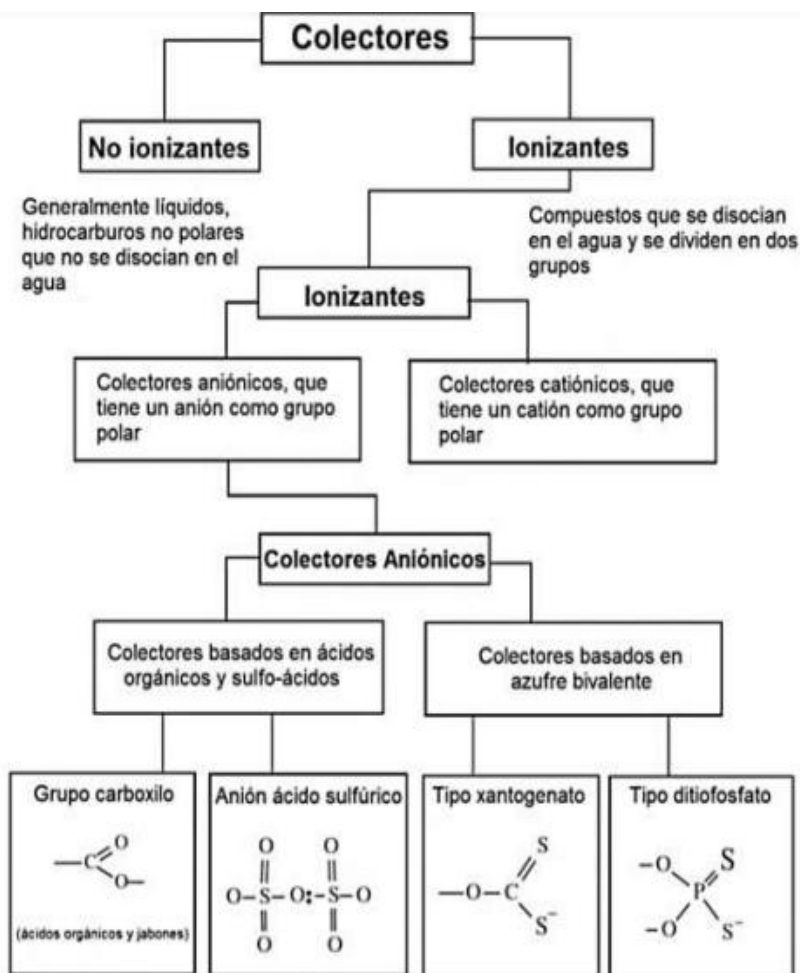 Colectores
No ionizantes
Ionizantes
Generalmente líquidos,
hidrocarburos no polares
que no se disocian en el
agua
Compuestos que se disocian
en el agua y se dividen en dos
grupos
Ionizantes
Colectores aniónicos, que
tiene un anión como grupo
polar
Colectores catiónicos, que
tiene un catión como grupo
polar
Colectores Aniónicos
Colectores basados en ácidos
orgánicos y sulfo-ácidos
Colectores basados en
azufre bivalente
Grupo carboxilo
C O
O
(ácidos orgánicos y jabones)
Anión ácido sulfúrico
O O
O-S-O:-S-O
O O
Tipo xantogenato
S
-O-C
S-
Tipo ditiofosfato
-O S
P
-O S-